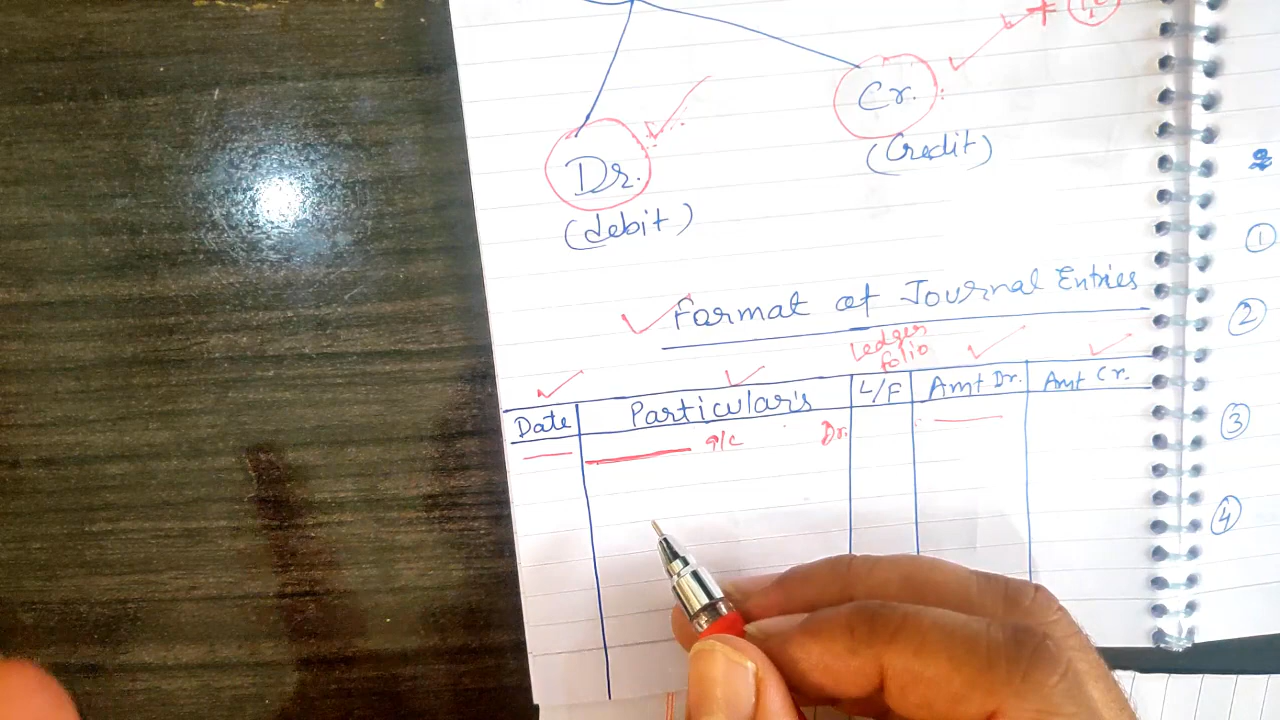 Cr.
(Credit)
Dr.
(debit)
Format of Journal Entries
Ledger
folio
Date Particular's L/F Amt Dr. Amt Cr.
a/c Dr.
1
2
3
4